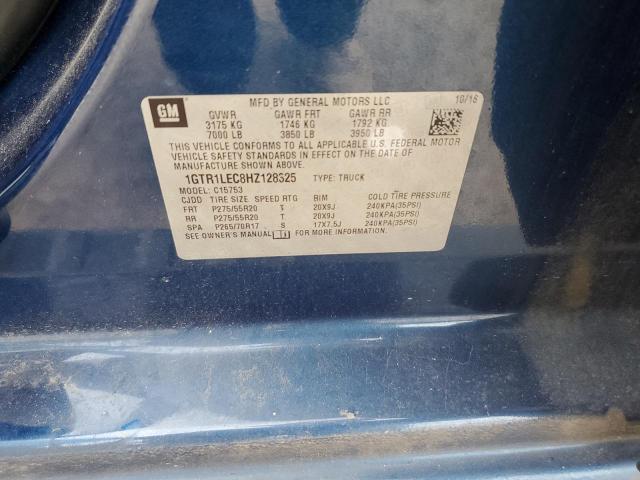 GM
MFD BY GENERAL MOTORS LLC 10/16
GVWR GAWR FRT GAWR RR
3175 KG 1746 KG 1792 KG.
7000 LB 3850 LB 3950 LB
THIS VEHICLE CONFORMS TO ALL APPLICABLE U.S. FEDERAL MOTOR
VEHICLE SAFETY STANDARDS IN EFFECT ON THE DATE OF
MANUFACTURE SHOWN ABOVE.
1GTR1LEC8HZ128325 TYPE: TRUCK
C15753
CJDD TIRE SIZE SPEED RTG RIM COLD TIRE PRESSURE
FRT P275/55R20 T 20X9J 240KPA(35PSI)
RR P275/55R20 T 20X9J 240KPA(35PSI)
SPA P265/70R17 S 17X7.5J 240KPA(35PSI)
SEE OWNER'S MANUAL FOR MORE INFORMATION.